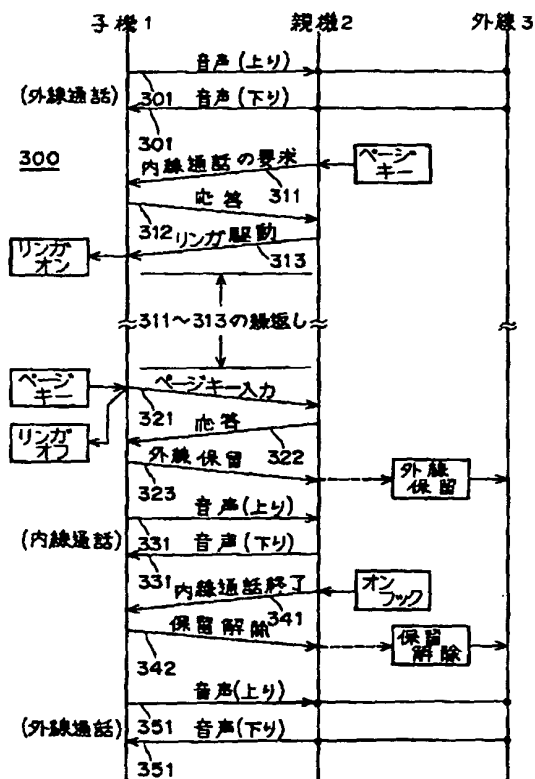 子機1 親機2 外線3
音声(上り)
(外線通話) 301 音声(下り)
301
300
内線通話の要求 ページキー
311
応答
312 リンガ駆動
313
リンガオン
311〜313の繰返し
ページキー ページキー入力
321
応答
リンガオフ
322
外線保留
323
外線保留
音声(上り)
(内線通話) 331 音声(下り)
331
内線通話終了 オンフック
341
保留解除
342
保留解除
音声(上り)
(外線通話) 351 音声(下り)
351